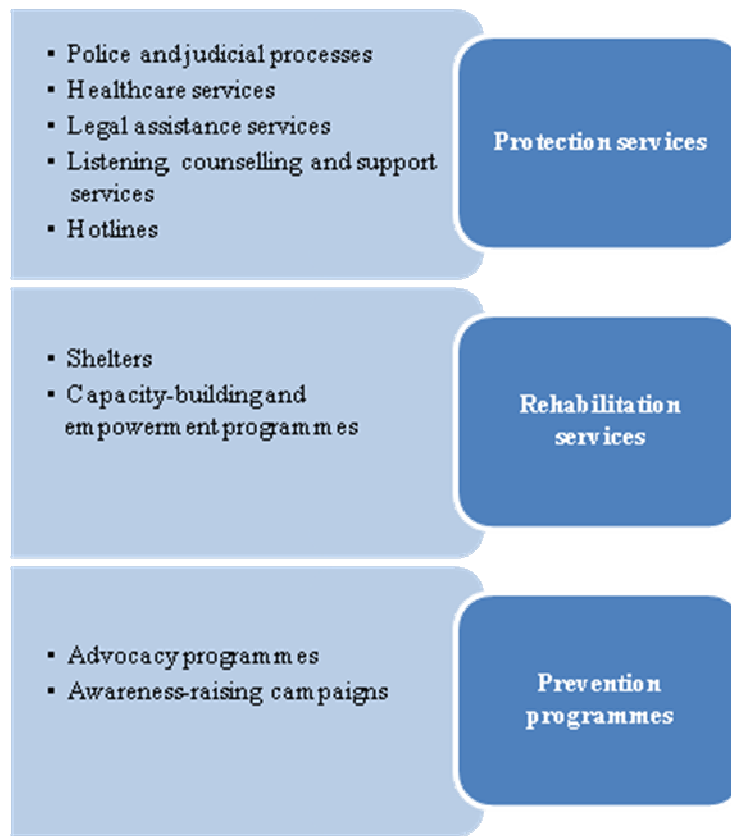 ▪ Police and judicial processes
▪ Healthcare services
▪ Legal assistance services
▪ Listening, counselling and support
services
▪ Hotlines
Protection services
▪ Shelters
▪ Capacity-building and
empowerment programmes
Rehabilitation
services
▪ Advocacy programmes
▪ Awareness-raising campaigns
Prevention
programmes